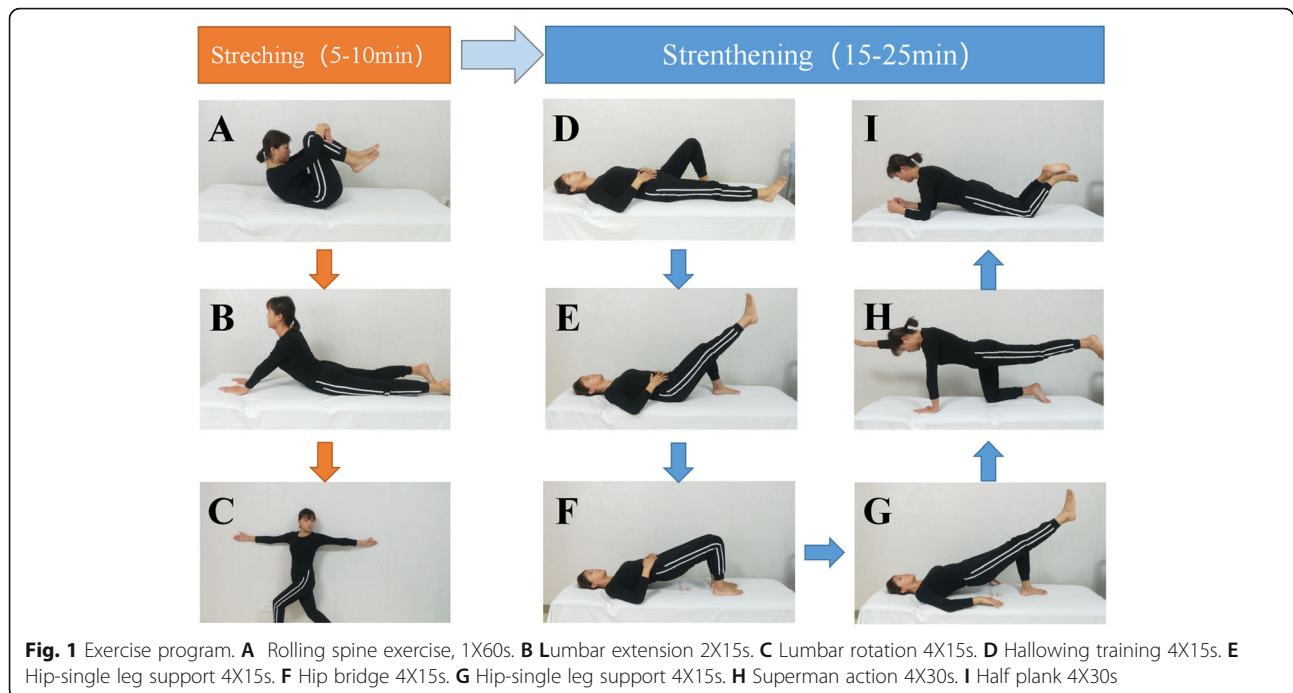 Streching (5-10min)
Strenthening (15-25min)
A
D
I
B
E
H
C
F
G
Fig. 1 Exercise program. A Rolling spine exercise, 1X60s. B Lumbar extension 2X15s. C Lumbar rotation 4X15s. D Hallowing training 4X15s. E
Hip-single leg support 4X15s. F Hip bridge 4X15s. G Hip-single leg support 4X15s. H Superman action 4X30s. I Half plank 4X30s